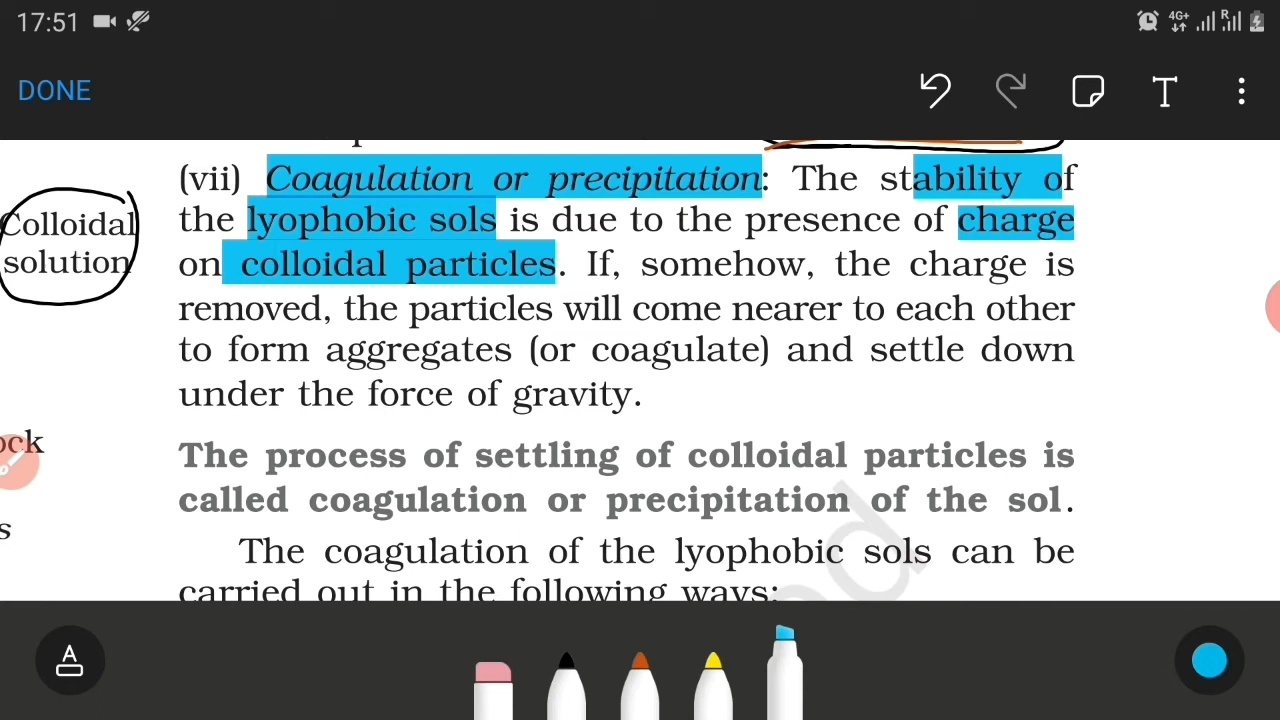 17:51
4G+
R
DONE
T
(vii) Coagulation or precipitation: The stability of
the lyophobic sols is due to the presence of charge
on colloidal particles. If, somehow, the charge is
removed, the particles will come nearer to each other
to form aggregates (or coagulate) and settle down
under the force of gravity.
The process of settling of colloidal particles is
called coagulation or precipitation of the sol.
The coagulation of the lyophobic sols can be
carried out in the following ways:
Colloidal
solution
A